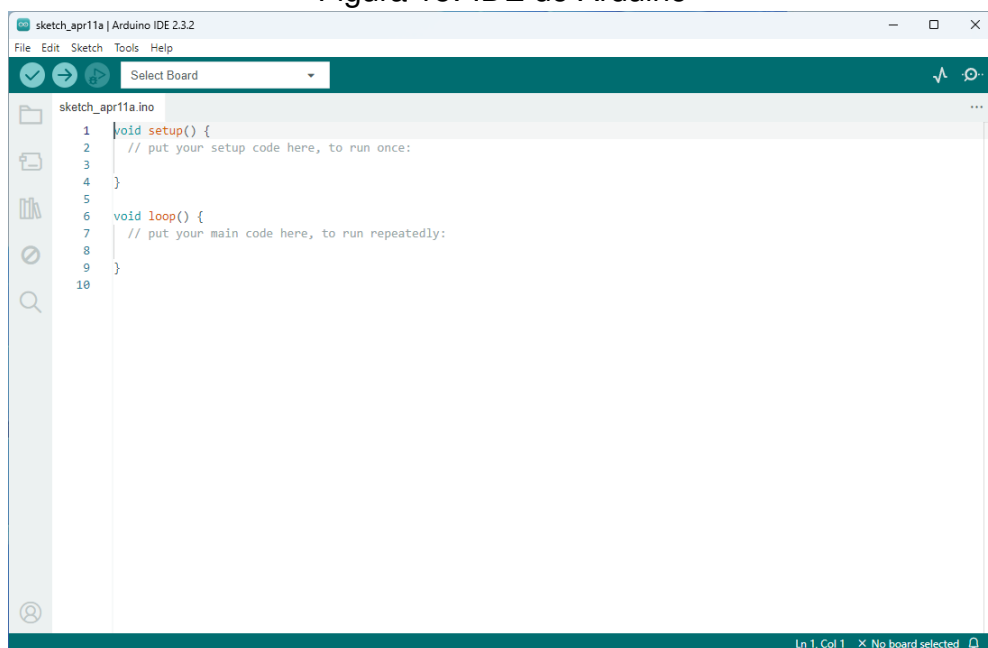 sketch_apr11a | Arduino IDE 2.3.2
File Edit Sketch Tools Help
Select Board
sketch_apr11a.ino
1 void setup() {
2 // put your setup code here, to run once:
3
4 }
5
6 void loop() {
7 // put your main code here, to run repeatedly:
8
9 }
10
Ln 1, Col 1 × No board selected